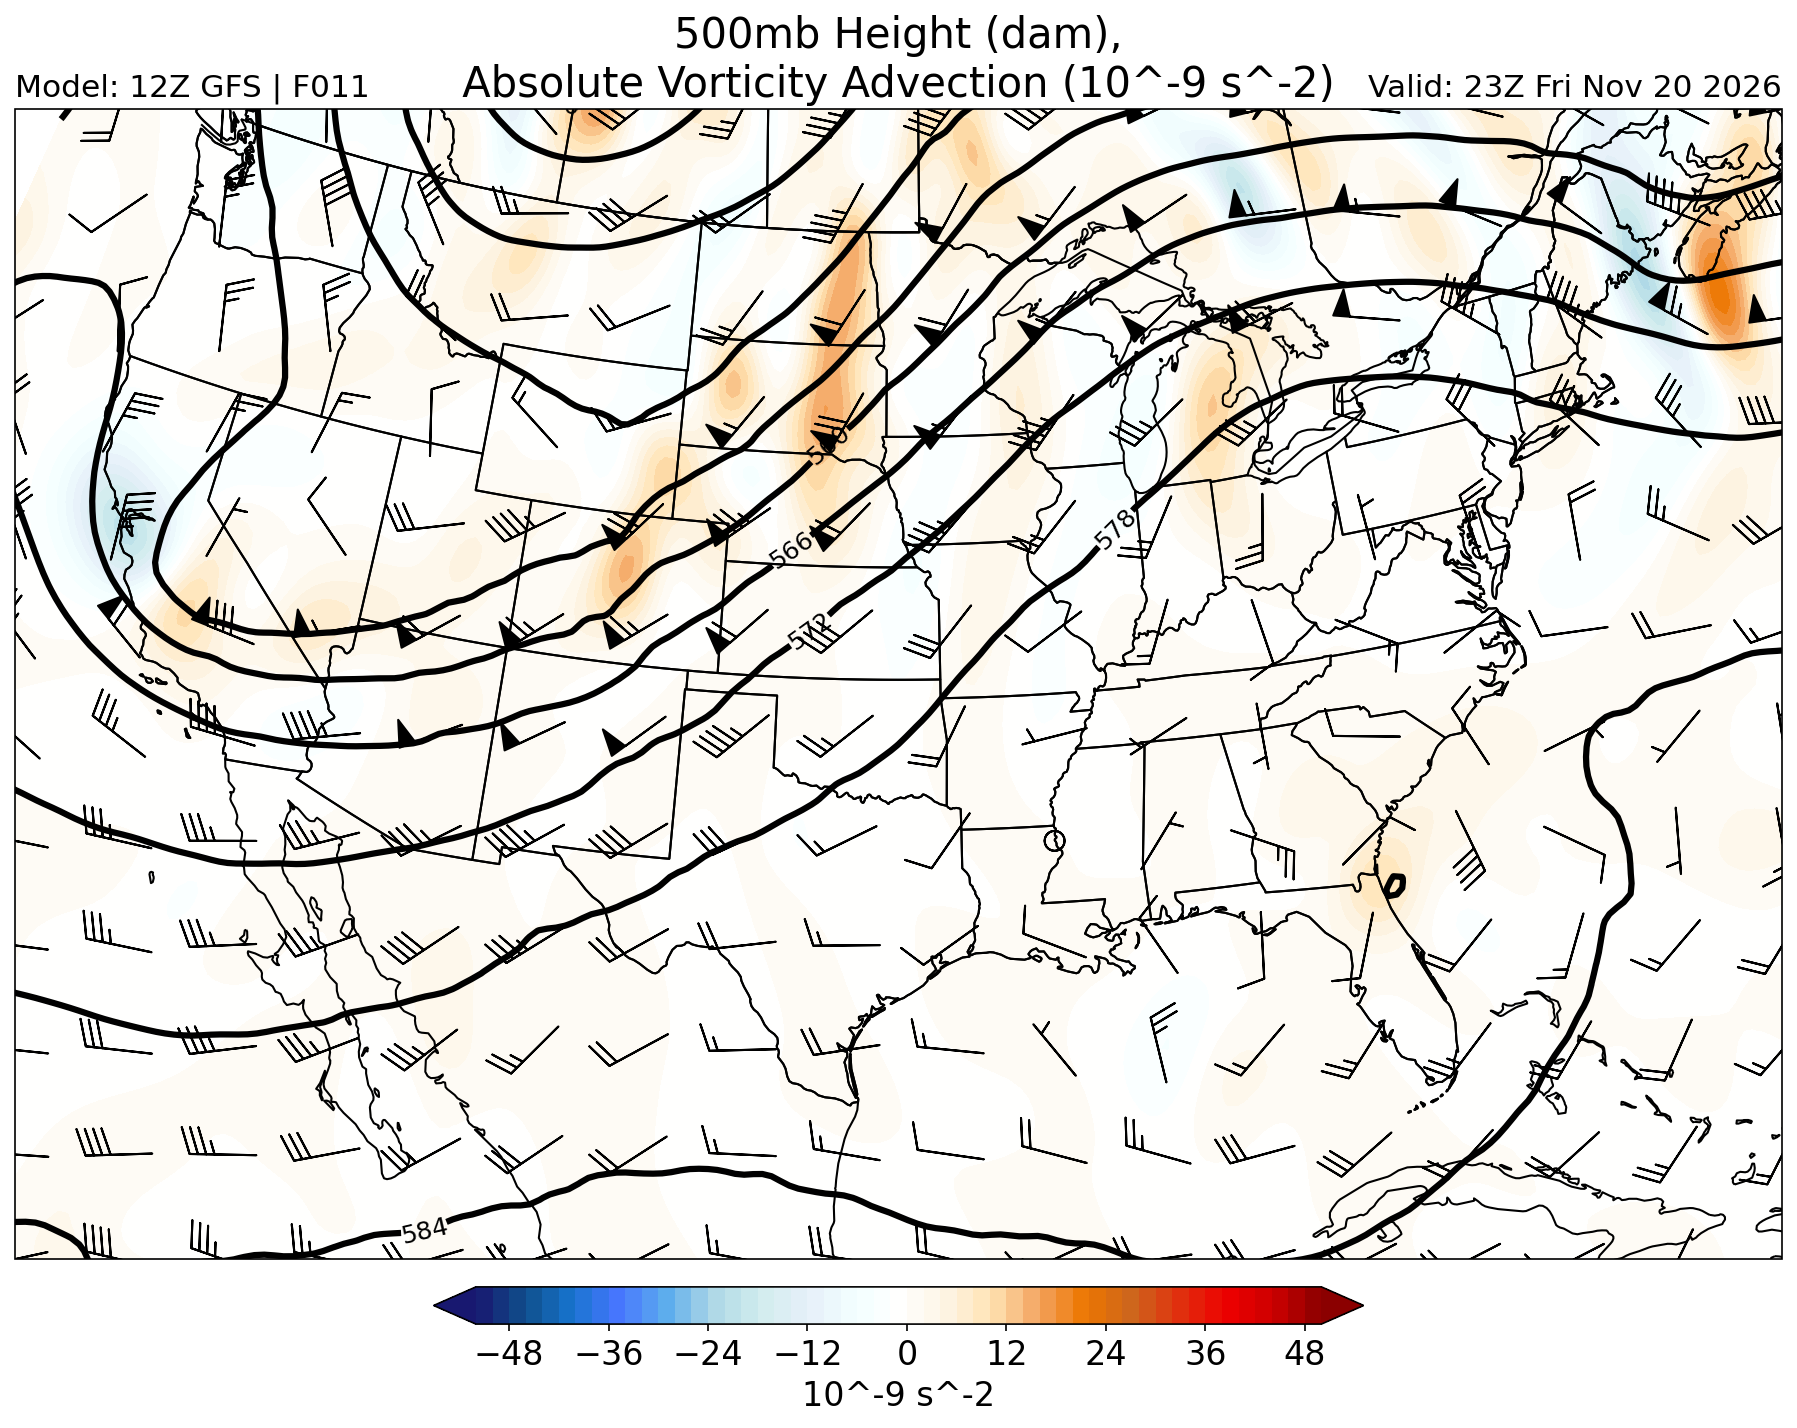 500mb Height (dam),
Model: 12Z GFS | F011
Absolute Vorticity Advection (10^-9 s^-2)
Valid: 23Z Fri Nov 20 2026
560
566
578
572
584
−48 −36 −24 −12 0 12 24 36 48
10^-9 s^-2